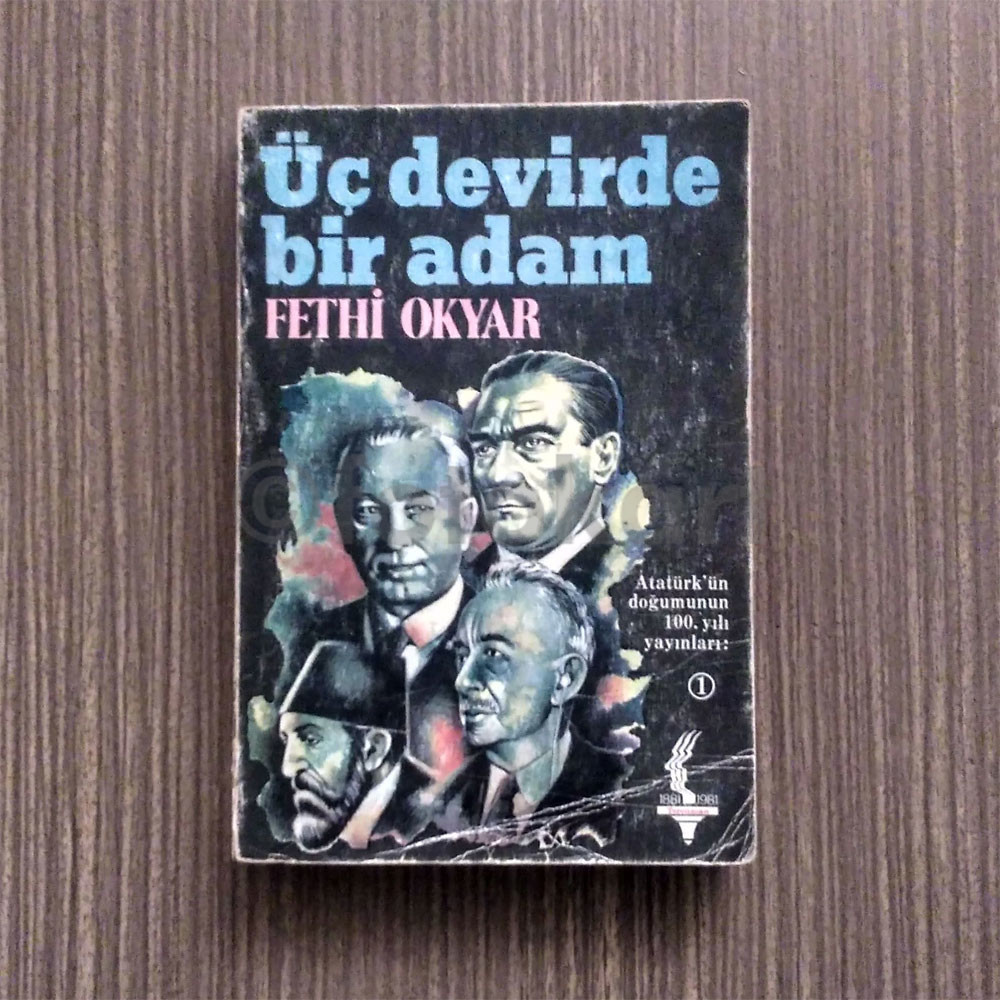 Üç devirde
bir adam
FETHİ OKYAR
Atatürk'ün
doğumunun
100. yılı
yayınları:
1
1881 1981